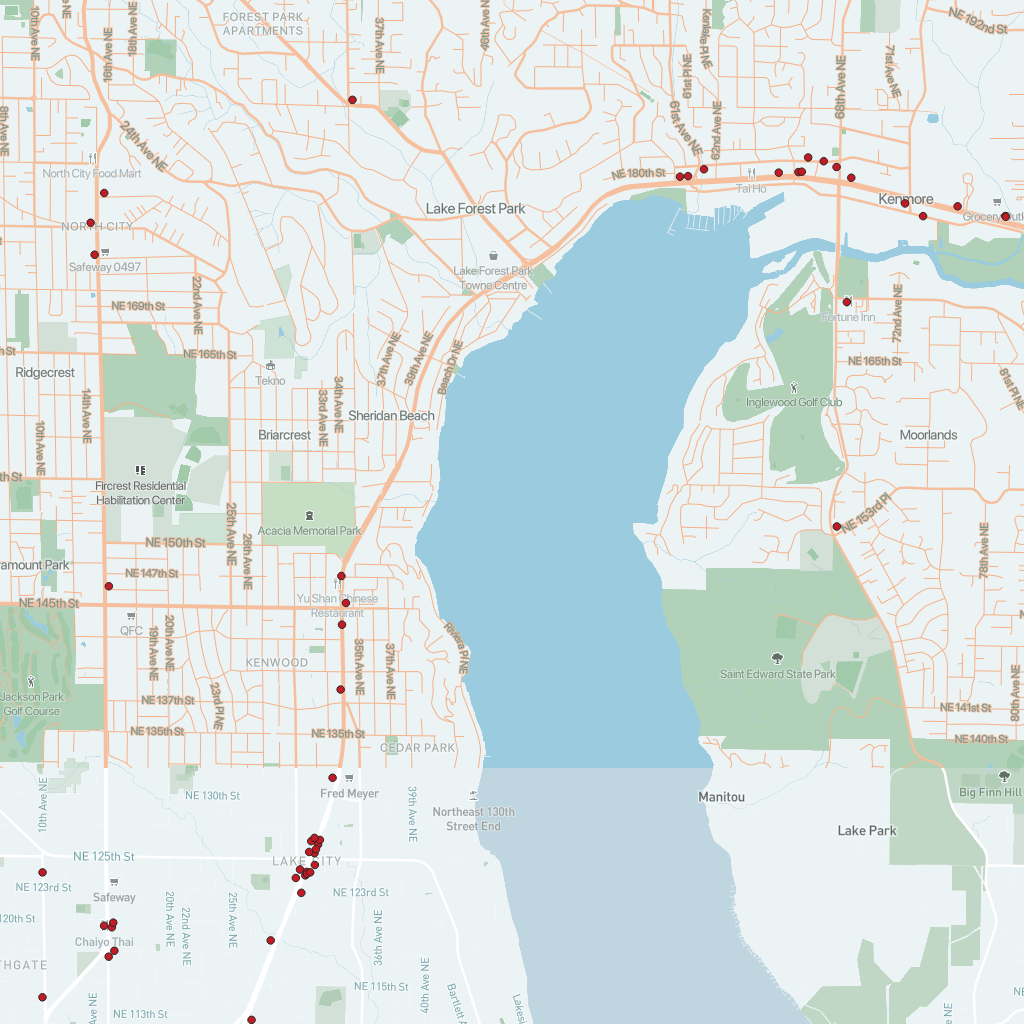 10th Ave NE
18th Ave NE
16th Ave NE
FOREST PARK
APARTMENTS
37th Ave NE
46th Ave NE
61st Pl NE
Kenlake Pl NE
68th Ave NE
71st Ave NE
NE 192nd St
8th Ave NE
24th Ave NE
61st Ave NE
62nd Ave NE
North City Food Mart
NE 180th St
Tai Ho
Kenmore
Lake Forest Park
NORTH CITY
Safeway 0497
Lake Forest Park
Towne Centre
22nd Ave NE
NE 169th St
Fortune Inn
72nd Ave NE
NE 165th St
NE 165th St
Ridgecrest
Tekno
37th Ave NE
39th Ave NE
Beach Dr NE
81st Pl NE
14th Ave NE
33rd Ave NE
34th Ave NE
Sheridan Beach
Inglewood Golf Club
10th Ave NE
Briarcrest
Moorlands
Fircrest Residential
Habilitation Center
25th Ave NE
26th Ave NE
Acacia Memorial Park
NE 153rd Pl
NE 150th St
78th Ave NE
amount Park
NE 147th St
NE 145th St
Yu Shan Chinese
Restaurant
QFC
19th Ave NE
20th Ave NE
KENWOOD
35th Ave NE
37th Ave NE
Riviera Pl NE
Saint Edward State Park
80th Ave NE
Jackson Park
Golf Course
NE 137th St
23rd Pl NE
NE 141st St
NE 135th St
NE 135th St
NE 140th St
CEDAR PARK
Fred Meyer
NE 130th St
10th Ave NE
39th Ave NE
Northeast 130th
Street End
Manitou
Big Finn Hill
Lake Park
NE 125th St
LAKE CITY
NE 123rd St
NE 123rd St
Safeway
120th St
20th Ave NE
22nd Ave NE
25th Ave NE
36th Ave NE
Chaiyo Thai
THGATE
40th Ave NE
NE 115th St
Bartlett A
Lakesi
Ave NE
NE 113th St
NE